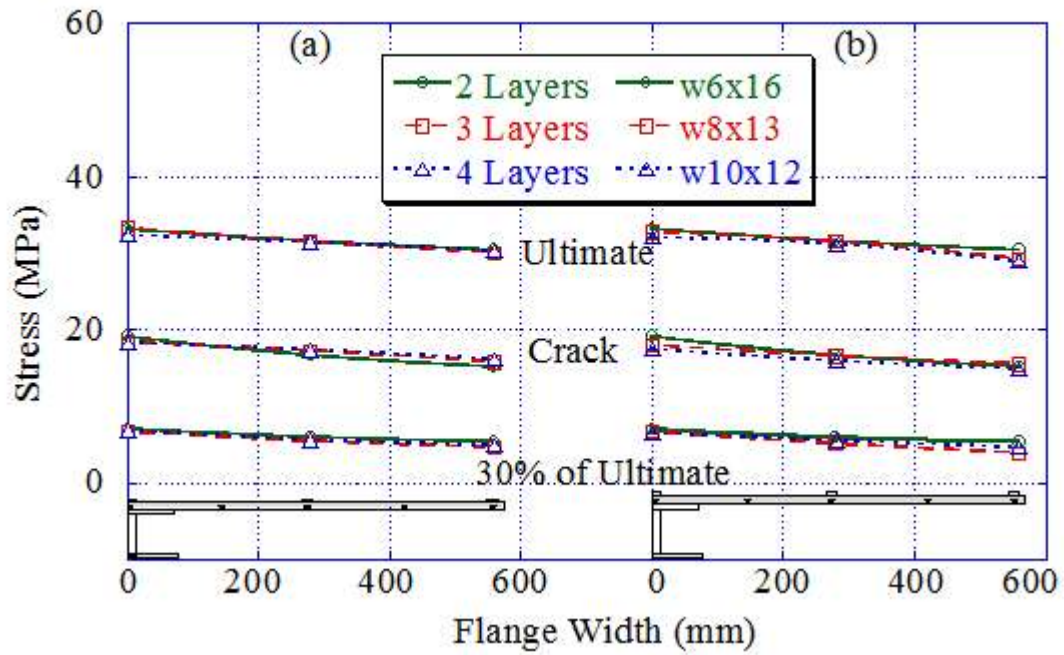 60
(a)
(b)
2 Layers
w6x16
3 Layers
w8x13
4 Layers
w10x12
40
Ultimate
20
Crack
30% of Ultimate
0
Stress (MPa)
0 200 400 600
0 200 400 600
Flange Width (mm)